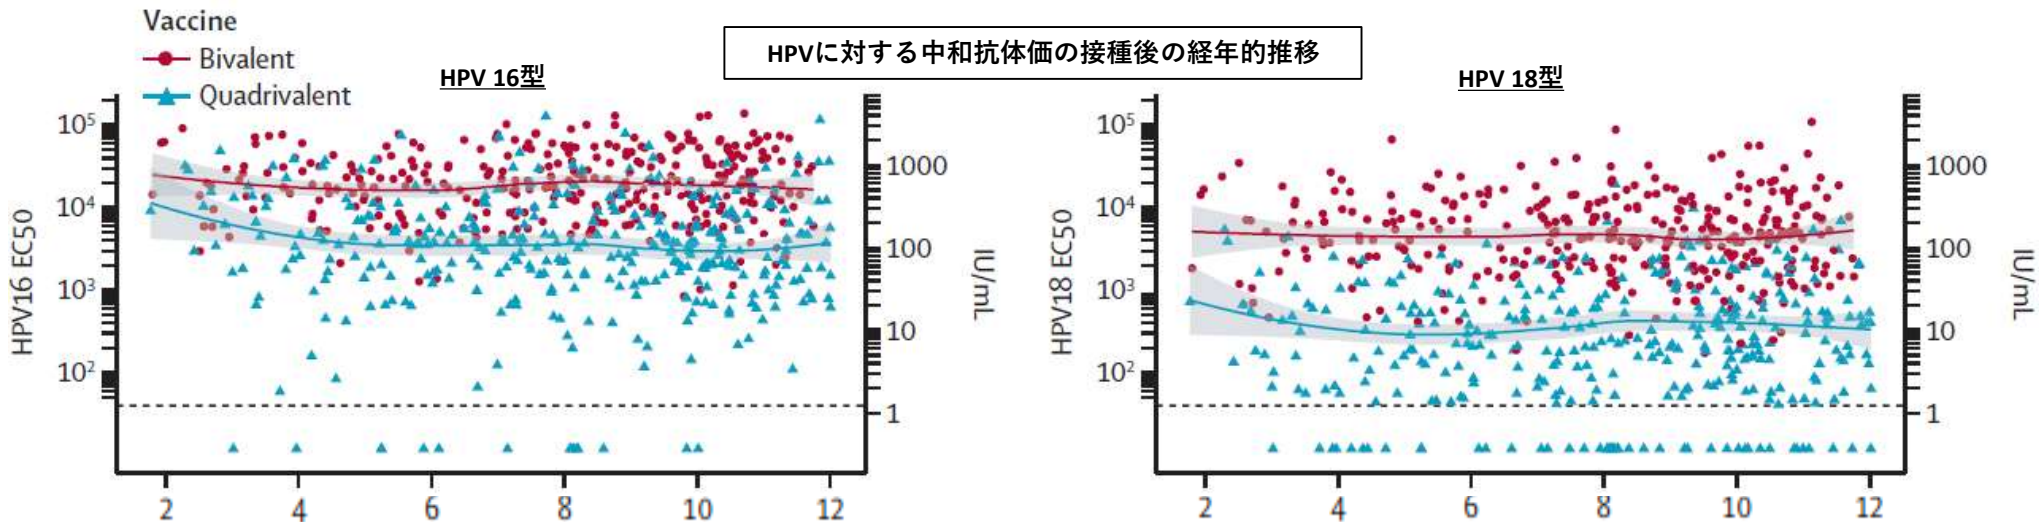 Vaccine
Bivalent
Quadrivalent
HPVに対する中和抗体価の接種後の経年的推移
HPV 16型
HPV 18型
HPV16 EC50
10⁵
10⁴
10³
10²
1000
100
10
1
IU/mL
2 4 6 8 10 12
HPV18 EC50
10⁵
10⁴
10³
10²
1000
100
10
1
IU/mL
2 4 6 8 10 12